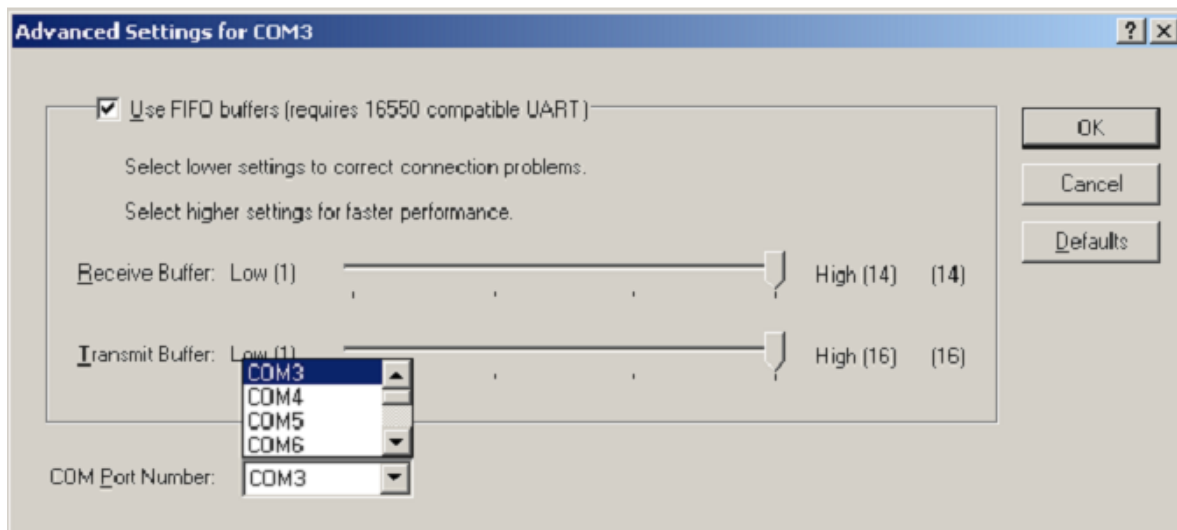 Advanced Settings for COM3
Use FIFO buffers (requires 16550 compatible UART)
OK
Select lower settings to correct connection problems.
Cancel
Select higher settings for faster performance.
Defaults
Receive Buffer: Low (1) High (14) (14)
Transmit Buffer: Low (1) High (16) (16)
COM3
COM4
COM5
COM6
COM Port Number: COM3